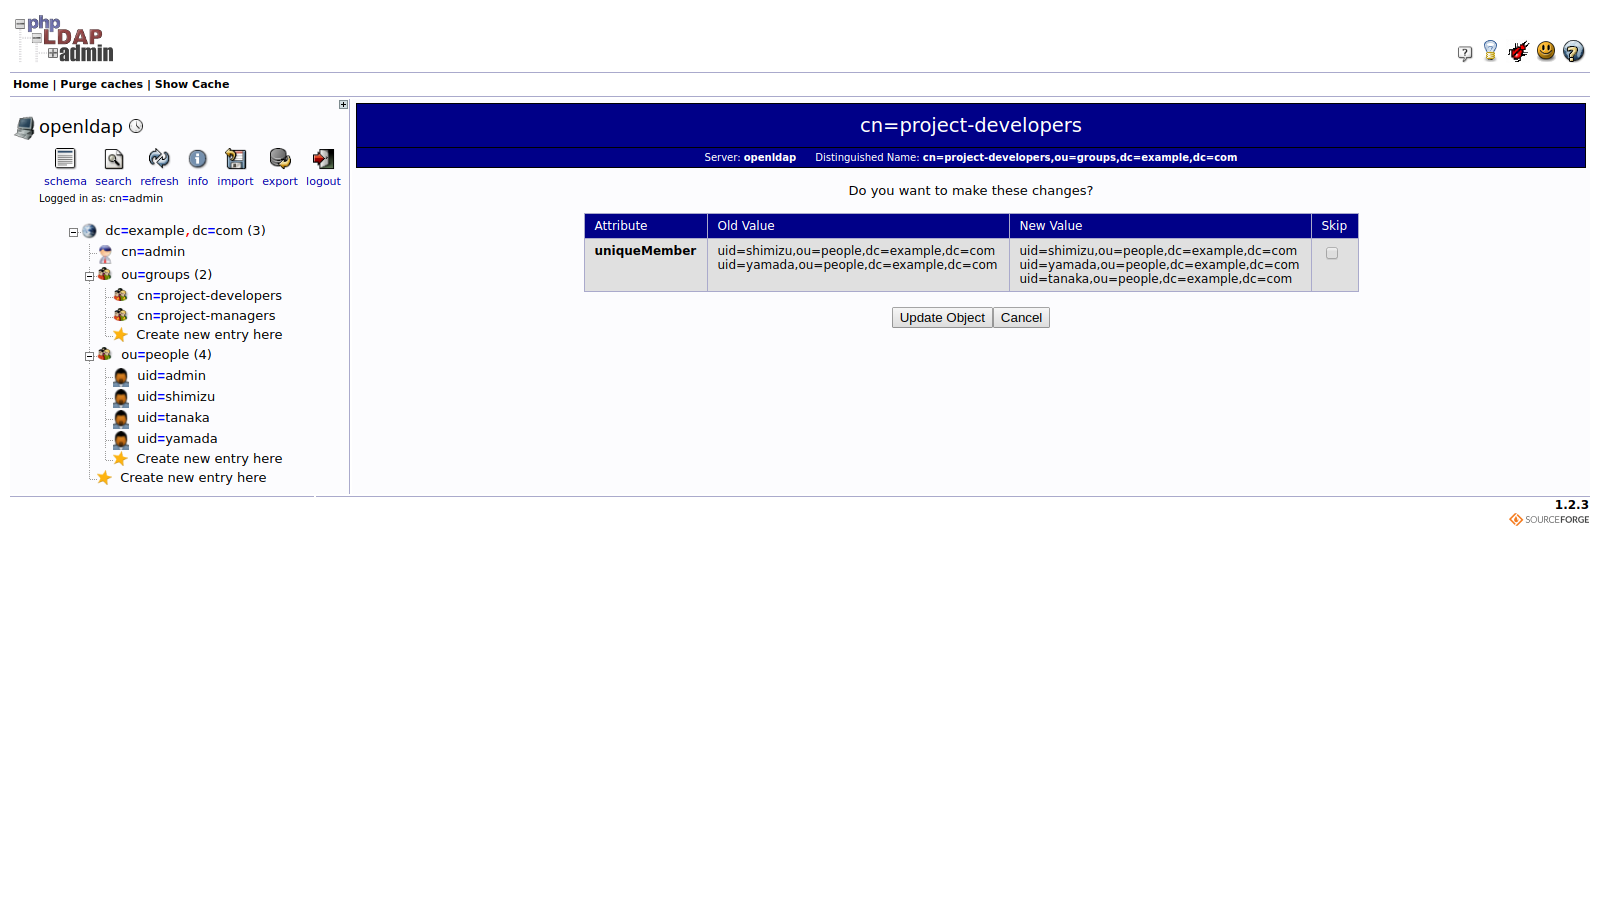 php
LDAP
admin
Home | Purge caches | Show Cache
openldap
schema search refresh info import export logout
Logged in as: cn=admin
dc=example,dc=com (3)
cn=admin
ou=groups (2)
cn=project-developers
cn=project-managers
Create new entry here
ou=people (4)
uid=admin
uid=shimizu
uid=tanaka
uid=yamada
Create new entry here
Create new entry here
cn=project-developers
Server: openldap Distinguished Name: cn=project-developers,ou=groups,dc=example,dc=com
Do you want to make these changes?
Attribute Old Value New Value Skip
uniqueMember uid=shimizu,ou=people,dc=example,dc=com uid=shimizu,ou=people,dc=example,dc=com
uid=yamada,ou=people,dc=example,dc=com uid=yamada,ou=people,dc=example,dc=com
uid=tanaka,ou=people,dc=example,dc=com
Update Object Cancel
1.2.3
SOURCEFORGE